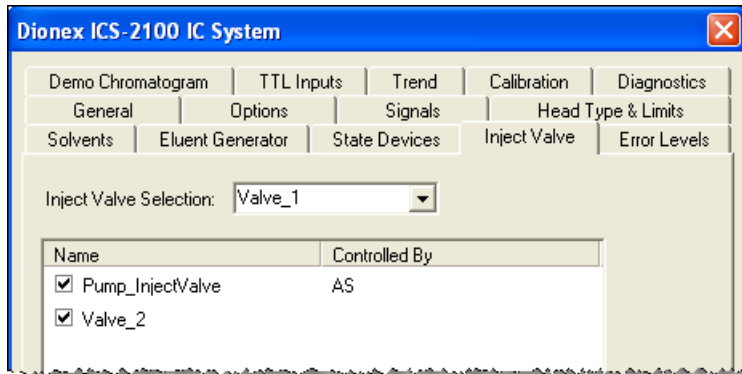 Dionex ICS-2100 IC System
Demo Chromatogram TTL Inputs Trend Calibration Diagnostics
General Options Signals Head Type & Limits
Solvents Eluent Generator State Devices Inject Valve Error Levels
Inject Valve Selection: Valve_1
Name Controlled By
Pump_InjectValve AS
Valve_2